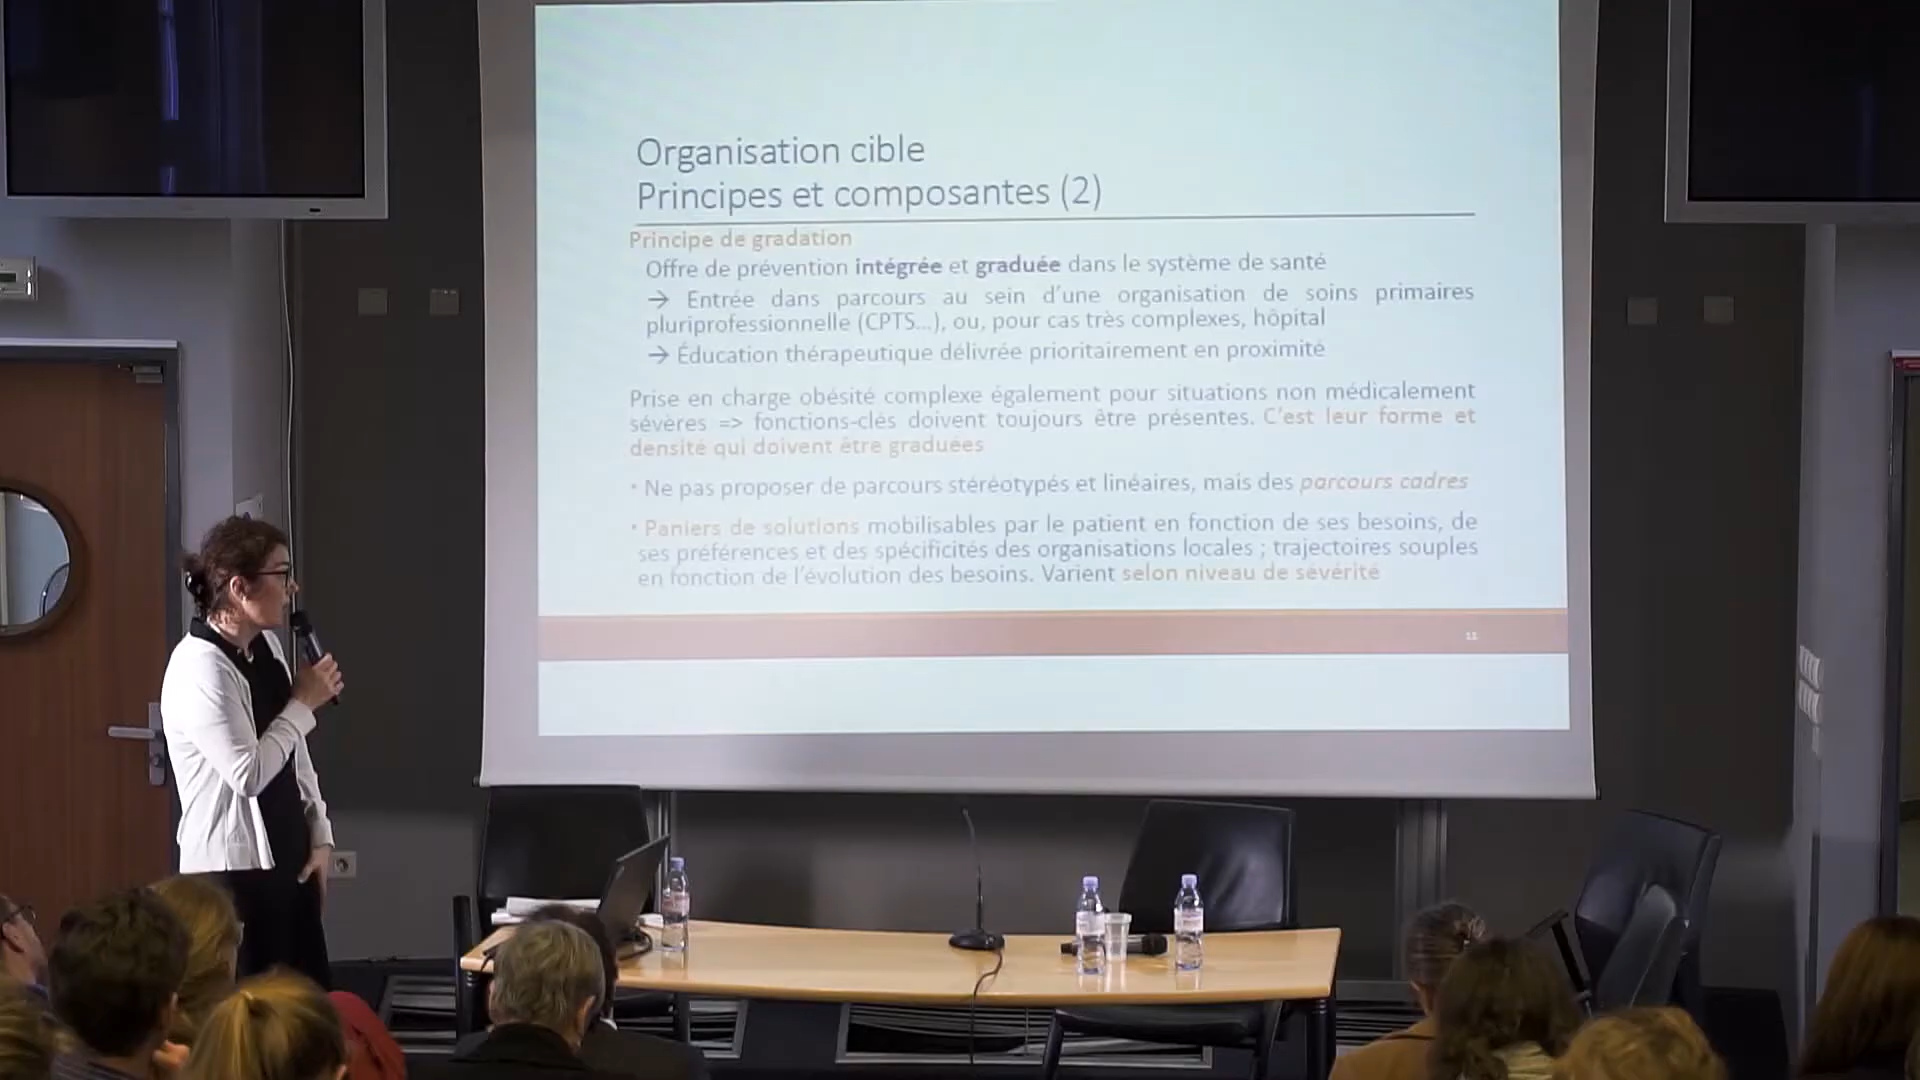 Organisation cible
Principes et composantes (2)
Principe de gradation
Offre de prévention intégrée et graduée dans le système de santé
→ Entrée dans parcours au sein d'une organisation de soins primaires
pluriprofessionnelle (CPTS...), ou, pour cas très complexes, hôpital
→ Éducation thérapeutique délivrée prioritairement en proximité
Prise en charge obésité complexe également pour situations non médicalement
sévères => fonctions-clés doivent toujours être présentes. C'est leur forme et
densité qui doivent être graduées
• Ne pas proposer de parcours stéréotypés et linéaires, mais des parcours cadres
• Paniers de solutions mobilisables par le patient en fonction de ses besoins, de
ses préférences et des spécificités des organisations locales ; trajectoires souples
en fonction de l'évolution des besoins. Varient selon niveau de sévérité